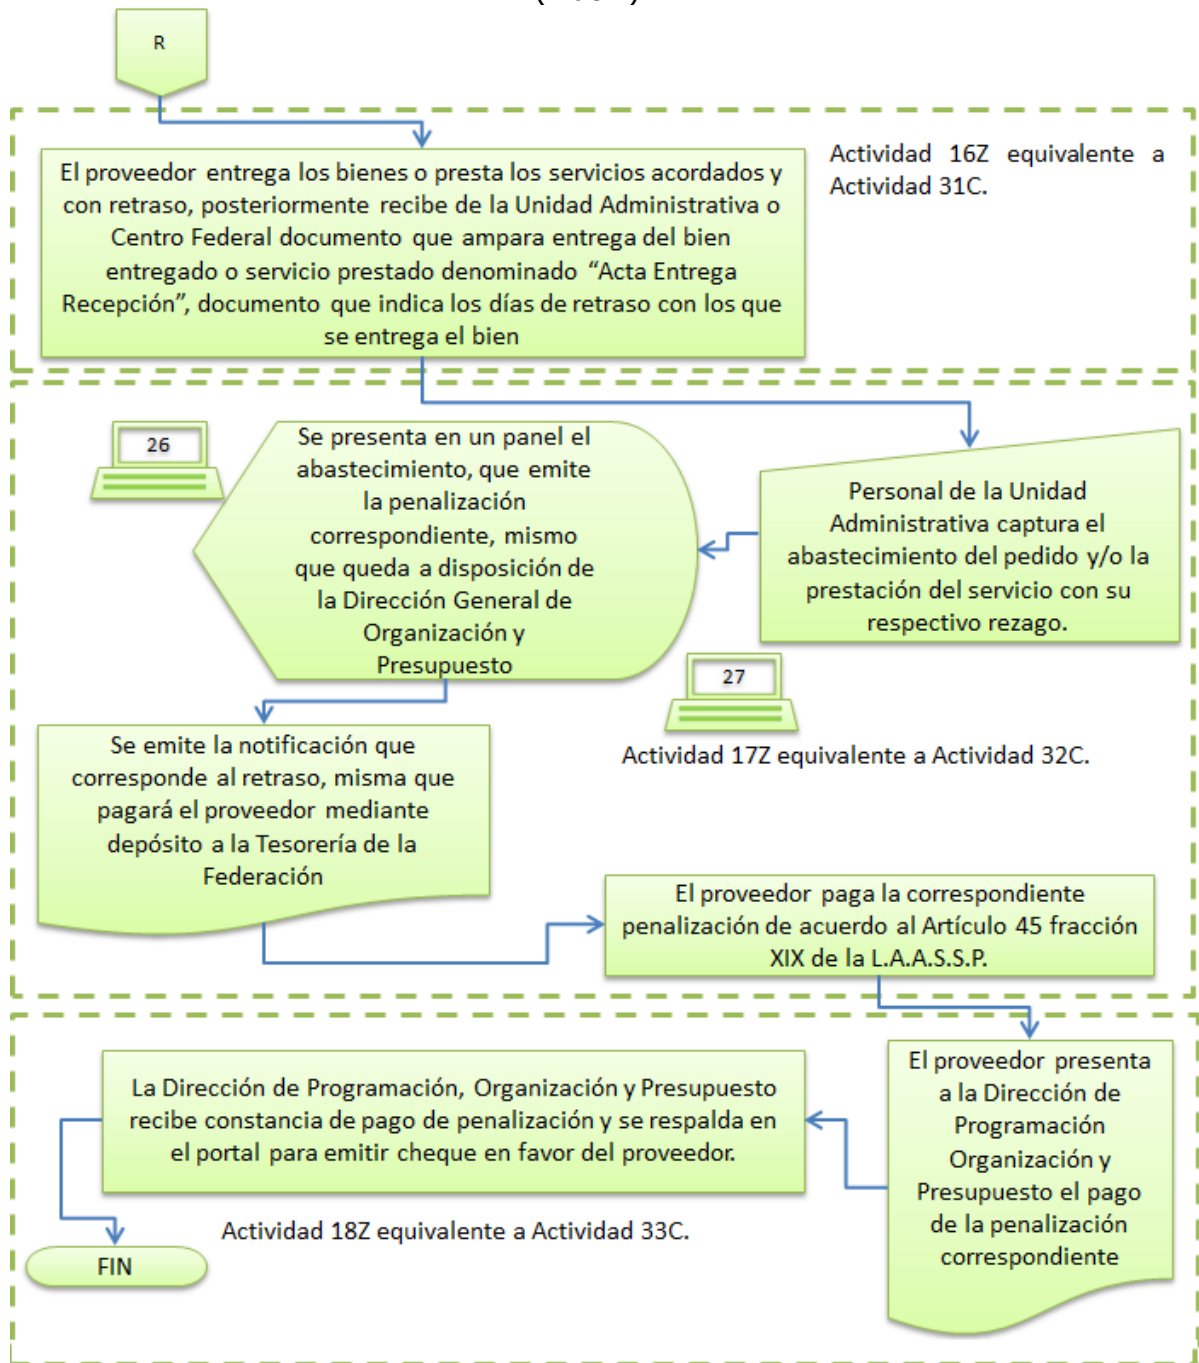 R
El proveedor entrega los bienes o presta los servicios acordados y
con retraso, posteriormente recibe de la Unidad Administrativa o
Centro Federal documento que ampara entrega del bien
entregado o servicio prestado denominado “Acta Entrega
Recepción”, documento que indica los días de retraso con los que
se entrega el bien
Actividad 16Z equivalente a
Actividad 31C.
Personal de la Unidad
Administrativa captura el
abastecimiento del pedido y/o la
prestación del servicio con su
respectivo rezago.
26
Se presenta en un panel el
abastecimiento, que emite
la penalización
correspondiente, mismo
que queda a disposición de
la Dirección General de
Organización y
Presupuesto
27
Actividad 17Z equivalente a Actividad 32C.
Se emite la notificación que
corresponde al retraso, misma que
pagará el proveedor mediante
depósito a la Tesorería de la
Federación
El proveedor paga la correspondiente
penalización de acuerdo al Artículo 45 fracción
XIX de la L.A.A.S.S.P.
El proveedor presenta
a la Dirección de
Programación
Organización y
Presupuesto el pago
de la penalización
correspondiente
La Dirección de Programación, Organización y Presupuesto
recibe constancia de pago de penalización y se respalda en
el portal para emitir cheque en favor del proveedor.
Actividad 18Z equivalente a Actividad 33C.
FIN